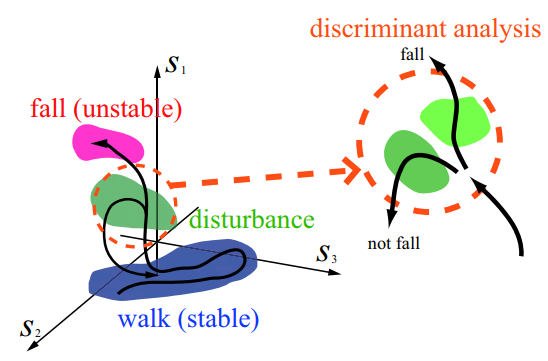 discriminant analysis
fall
S1
fall (unstable)
disturbance
not fall
S3
walk (stable)
S2